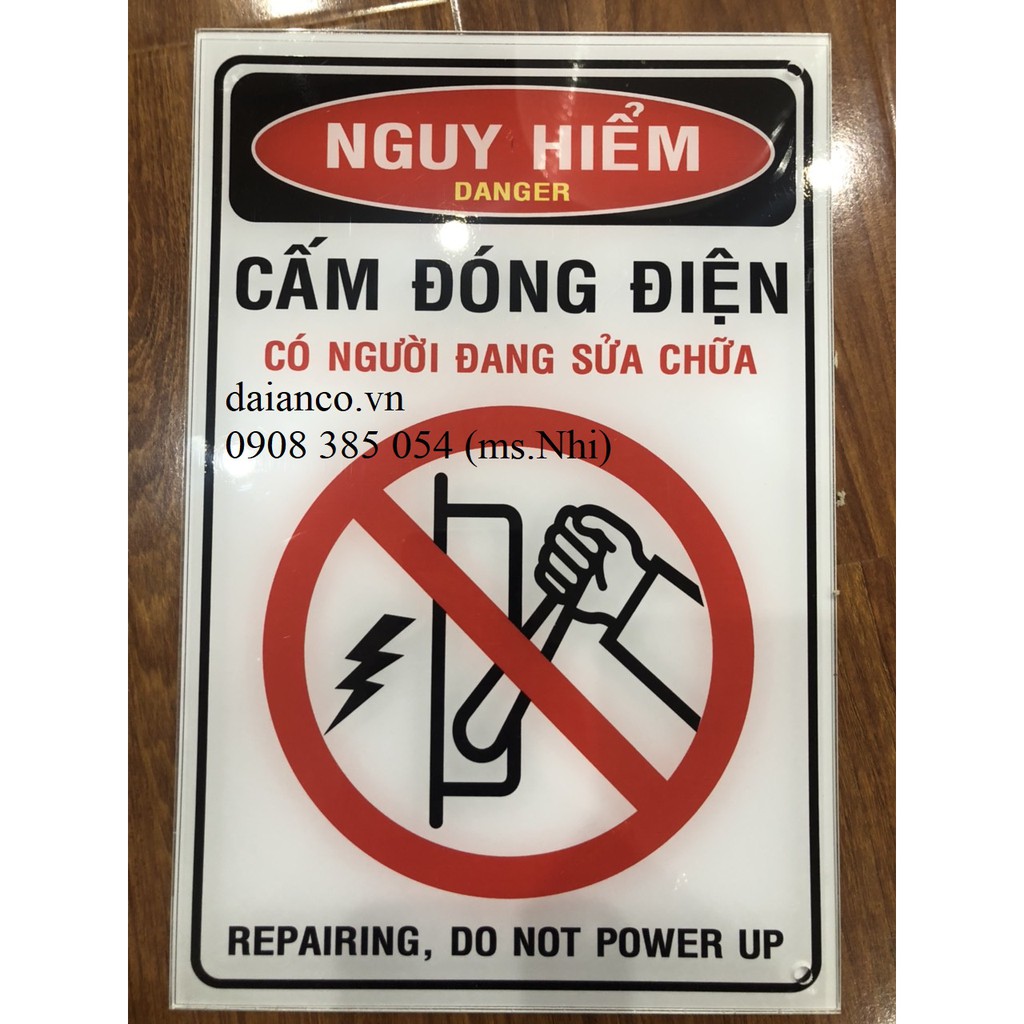 NGUY HIỂM
DANGER
CẤM ĐÓNG ĐIỆN
CÓ NGƯỜI ĐANG SỬA CHỮA
daianco.vn
0908 385 054 (ms.Nhi)
REPAIRING, DO NOT POWER UP